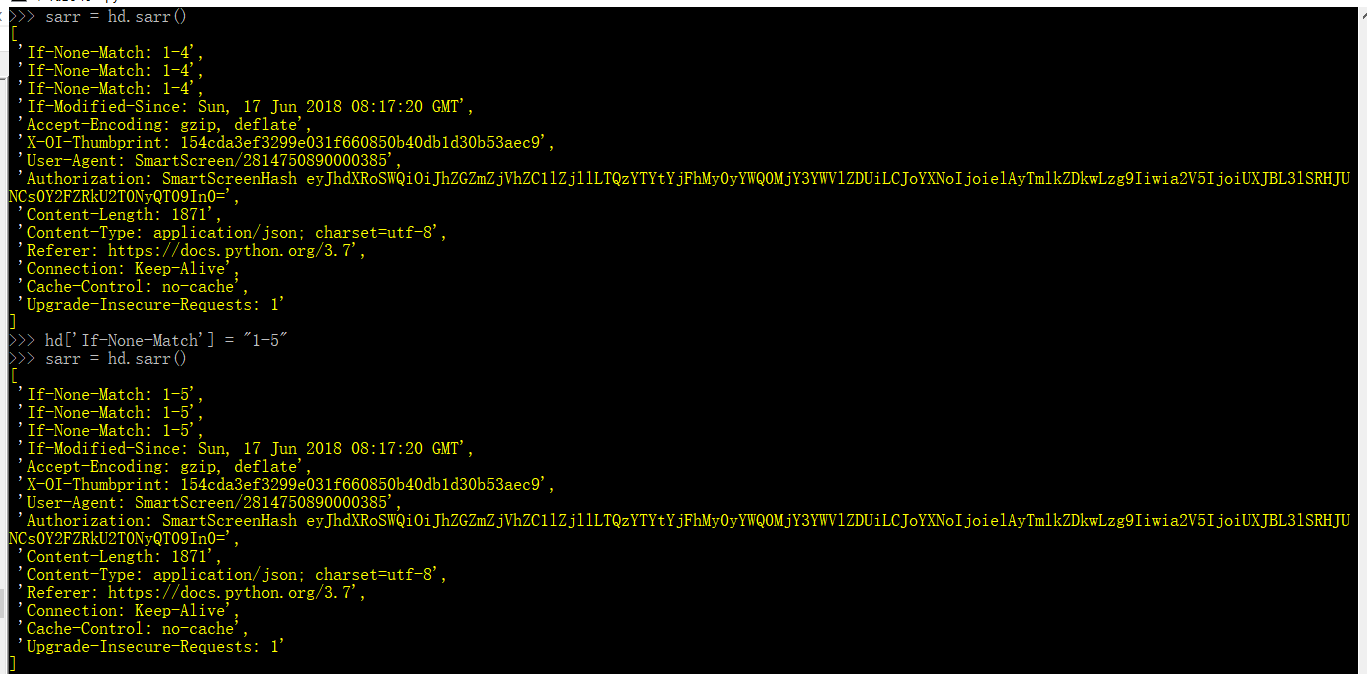 >>> sarr = hd.sarr()
[
'If-None-Match: 1-4',
'If-None-Match: 1-4',
'If-None-Match: 1-4',
'If-Modified-Since: Sun, 17 Jun 2018 08:17:20 GMT',
'Accept-Encoding: gzip, deflate',
'X-OI-Thumbprint: 154cda3ef3299e031f660850b40db1d30b53aec9',
'User-Agent: SmartScreen/2814750890000385',
'Authorization: SmartScreenHash eyJhdXRoSWQiOiJhZGZmZjVhZC1lZjllLTQzYTYtYjFhMy0yYWQ0MjY3YWVlZDUiLCJoYXNoIjoielAyTmlkZDkwLzg9Iiwia2V5IjoiUXJBL3lSRHJU
NCs0Y2FZRkU2T0NyQT09In0=',
'Content-Length: 1871',
'Content-Type: application/json; charset=utf-8',
'Referer: https://docs.python.org/3.7',
'Connection: Keep-Alive',
'Cache-Control: no-cache',
'Upgrade-Insecure-Requests: 1'
]
>>> hd['If-None-Match'] = "1-5"
>>> sarr = hd.sarr()
[
'If-None-Match: 1-5',
'If-None-Match: 1-5',
'If-None-Match: 1-5',
'If-Modified-Since: Sun, 17 Jun 2018 08:17:20 GMT',
'Accept-Encoding: gzip, deflate',
'X-OI-Thumbprint: 154cda3ef3299e031f660850b40db1d30b53aec9',
'User-Agent: SmartScreen/2814750890000385',
'Authorization: SmartScreenHash eyJhdXRoSWQiOiJhZGZmZjVhZC1lZjllLTQzYTYtYjFhMy0yYWQ0MjY3YWVlZDUiLCJoYXNoIjoielAyTmlkZDkwLzg9Iiwia2V5IjoiUXJBL3lSRHJU
NCs0Y2FZRkU2T0NyQT09In0=',
'Content-Length: 1871',
'Content-Type: application/json; charset=utf-8',
'Referer: https://docs.python.org/3.7',
'Connection: Keep-Alive',
'Cache-Control: no-cache',
'Upgrade-Insecure-Requests: 1'
]